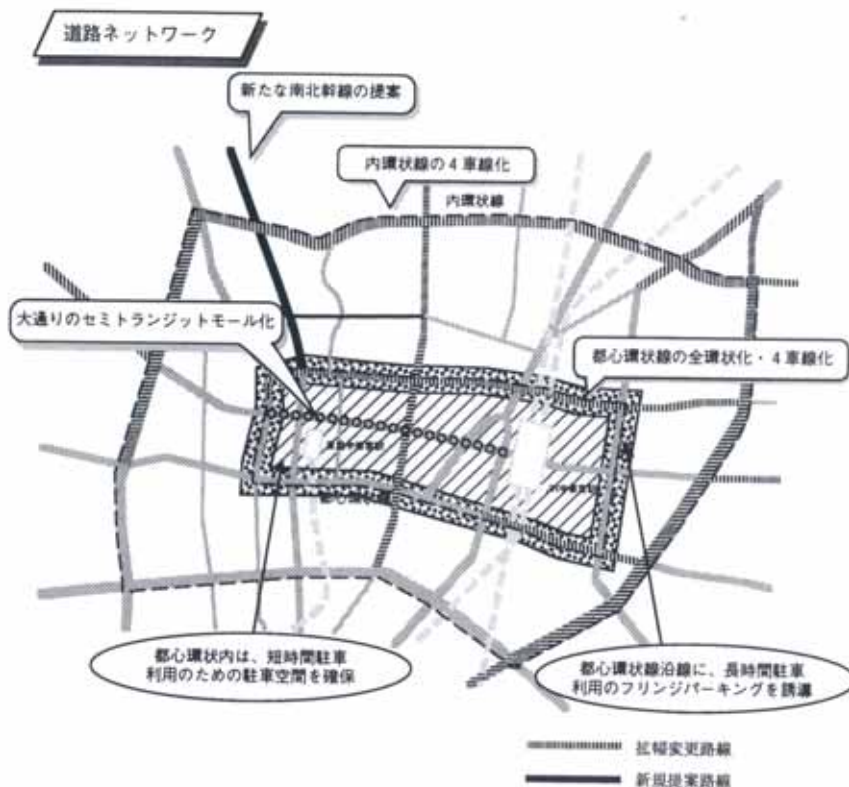 道路ネットワーク
新たな南北幹線の提案
内環状線の４車線化
内環状線
大通りのセミトランジットモール化
都心環状線の全環状化・４車線化
都心環状線
都心環状内は、短時間駐車
利用のための駐車空間を確保
都心環状線沿線に、長時間駐車
利用のフリンジパーキングを誘導
拡幅変更路線
新規提案路線